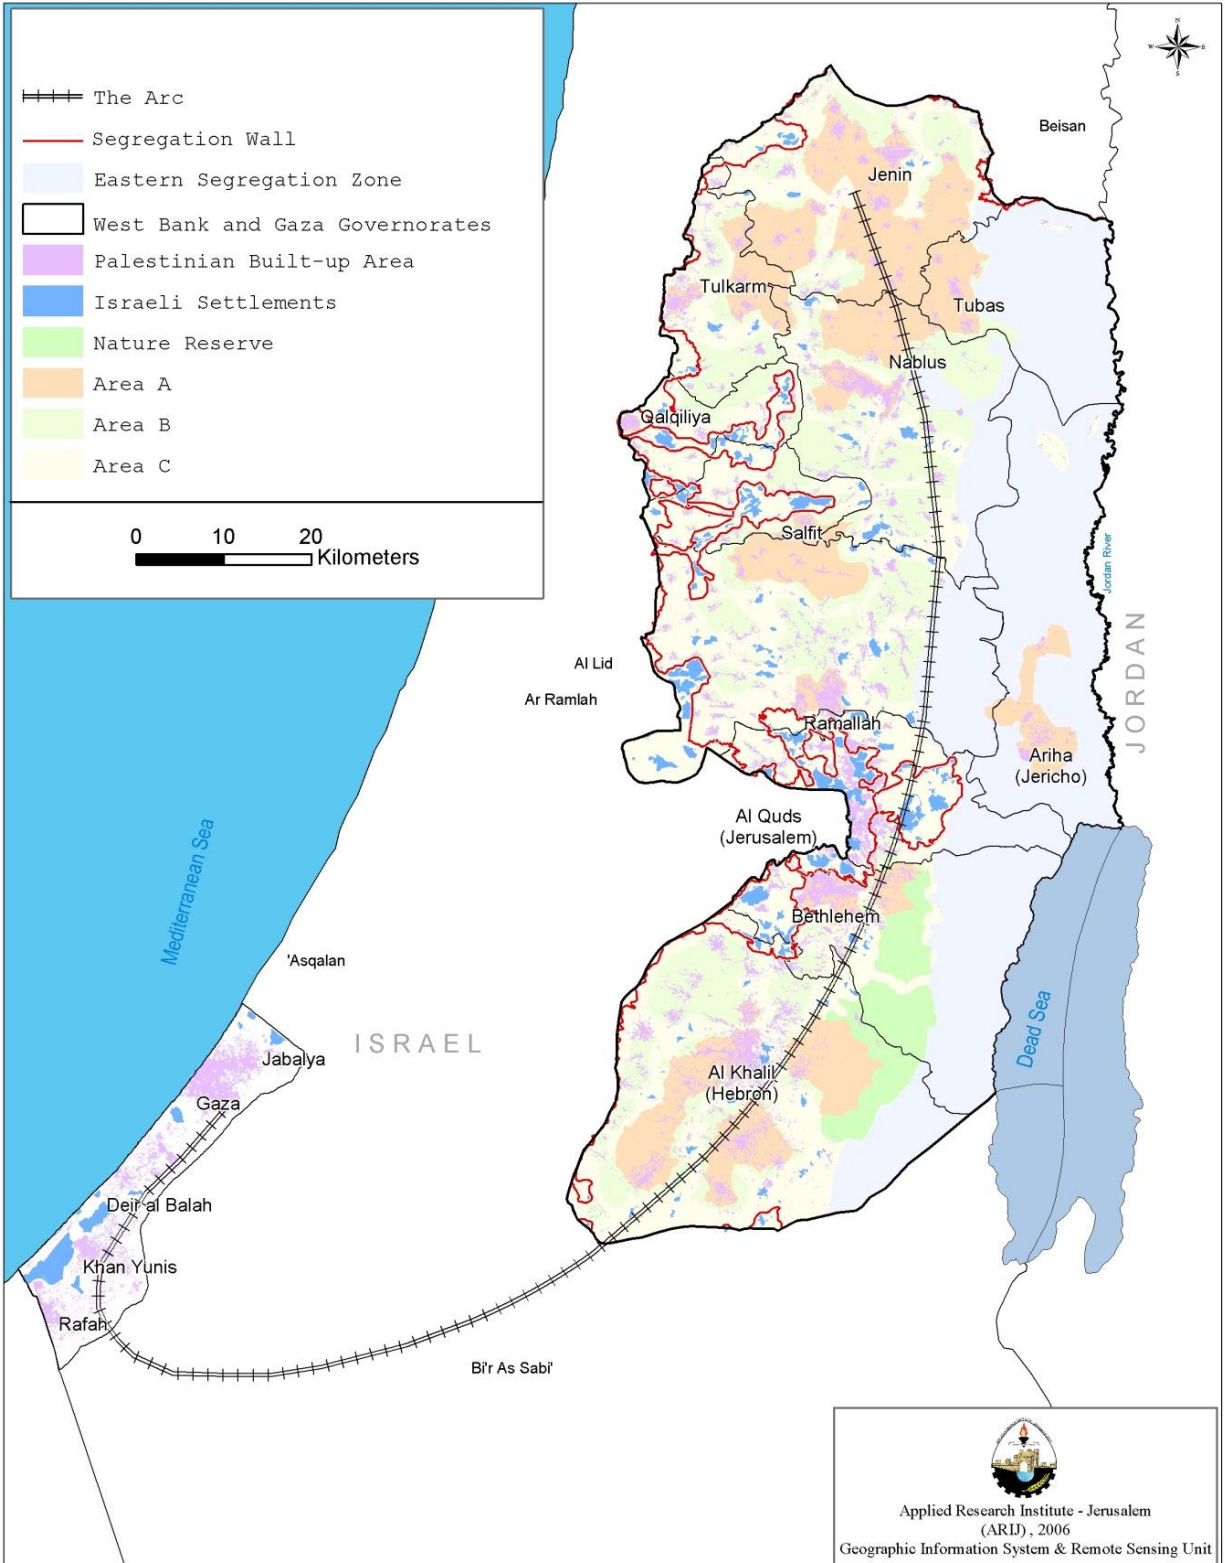 The Arc
Segregation Wall
Eastern Segregation Zone
West Bank and Gaza Governorates
Palestinian Built-up Area
Israeli Settlements
Nature Reserve
Area A
Area B
Area C
0 10 20
Kilometers
N
W E
S
Beisan
Jenin
Tulkarm
Tubas
Nablus
Qalqiliya
Salfit
Jordan River
JORDAN
Al Lid
Ar Ramlah
Ramallah
Ariha
(Jericho)
Al Quds
(Jerusalem)
Mediterranean Sea
Bethlehem
'Asqalan
ISRAEL
Dead Sea
Jabalya
Al Khalil
(Hebron)
Gaza
Deir al Balah
Khan Yunis
Rafah
Bi'r As Sabi'
Applied Research Institute - Jerusalem
(ARIJ) , 2006
Geographic Information System & Remote Sensing Unit